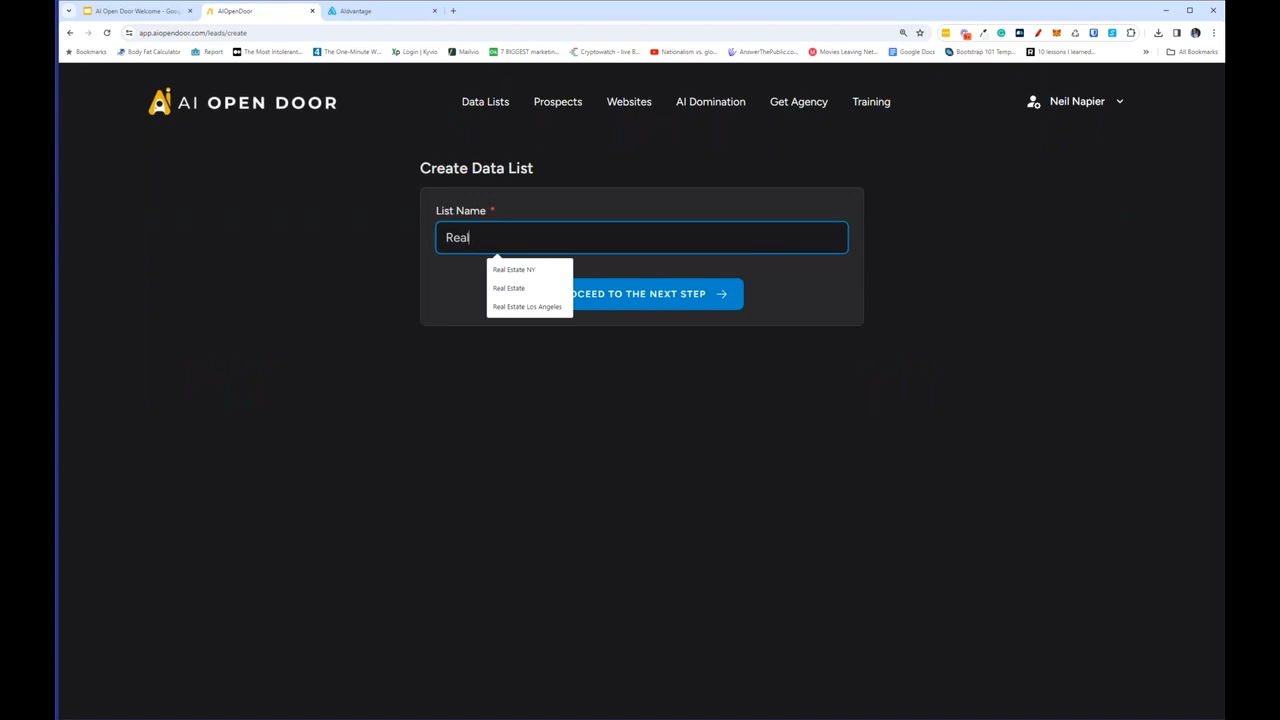 AI Open Door Welcome - Goo
AIOpenDoor
AIdvantage
app.aiopendoor.com/leads/create
Bookmarks
Body Fat Calculator
Report
The Most Intolerant...
The One-Minute W...
Login | Kyvio
Mailvio
7 BIGGEST marketin...
Cryptowatch - live B...
Nationalism vs. glo...
AnswerThePublic.co...
Movies Leaving Net...
Google Docs
Bootstrap 101 Temp...
10 lessons I learned...
All Bookmarks
AI OPEN DOOR
Data Lists
Prospects
Websites
AI Domination
Get Agency
Training
Neil Napier
Create Data List
List Name *
Real
Real Estate NY
Real Estate
Real Estate Los Angeles
OCEED TO THE NEXT STEP